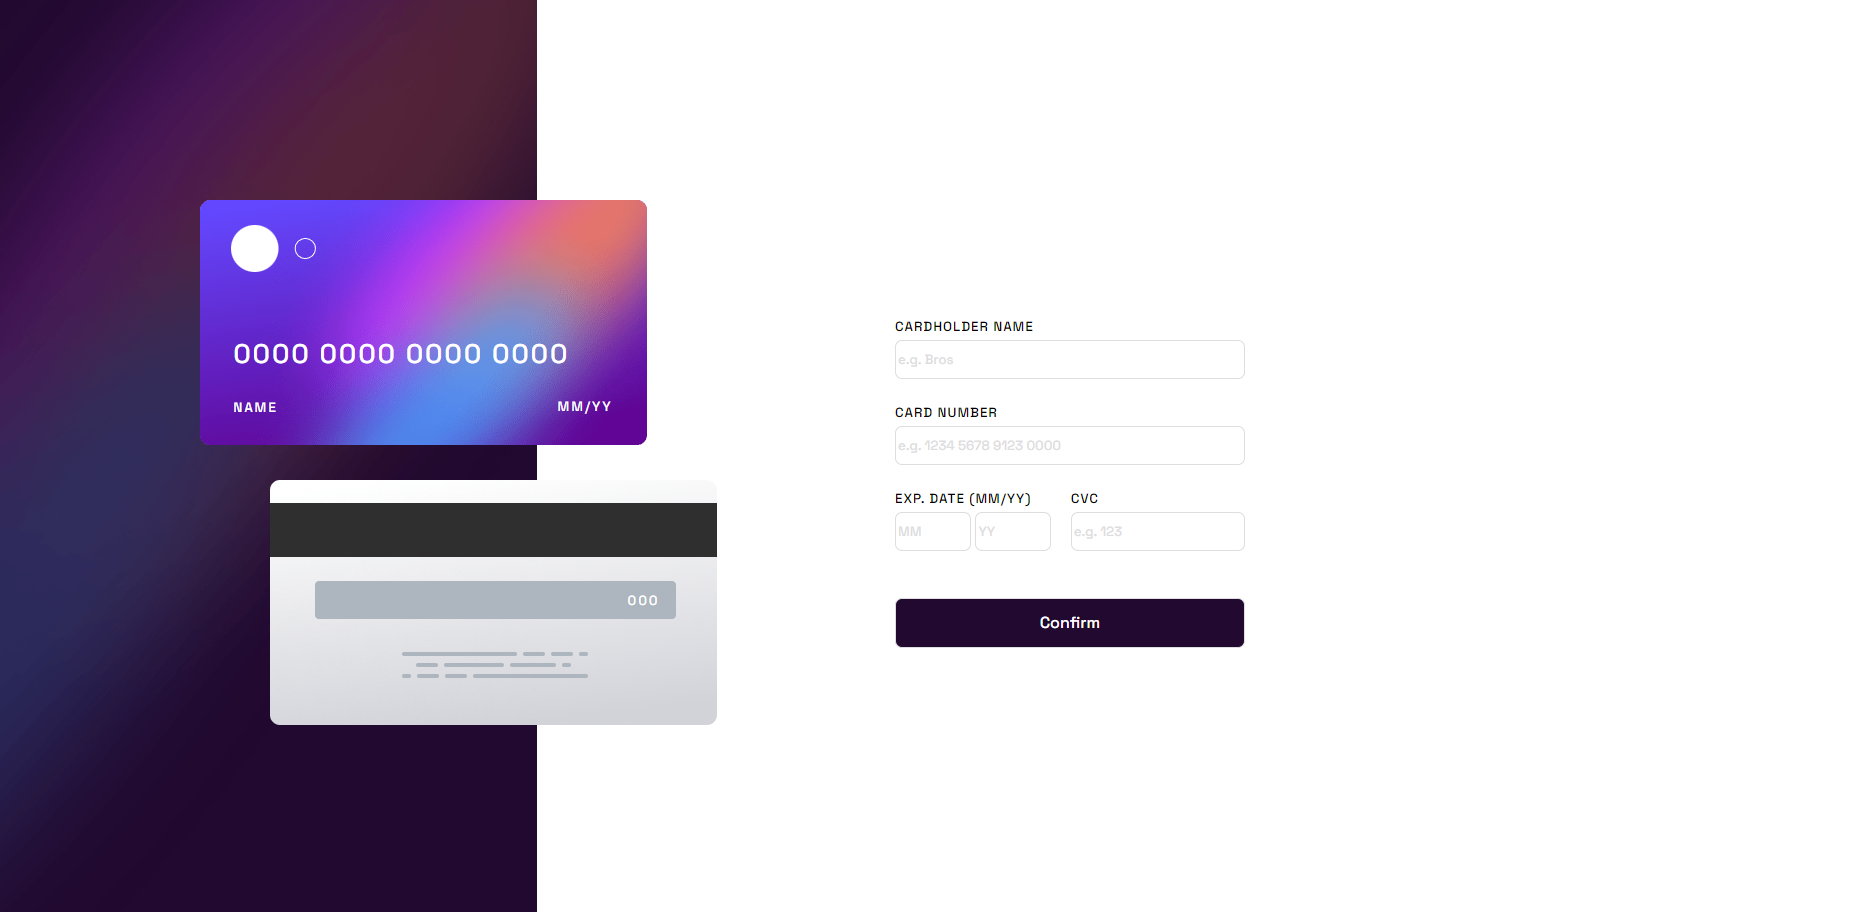 0000 0000 0000 0000
NAME
MM/YY
000
CARDHOLDER NAME
e.g. Bros
CARD NUMBER
e.g. 1234 5678 9123 0000
EXP. DATE (MM/YY)
CVC
MM
YY
e.g. 123
Confirm